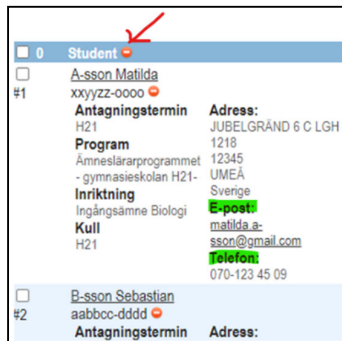 0 Student
A-sson Matilda
#1 xxyyzz-oooo
Antagningstermin
H21
Program
Ämneslärarprogrammet
- gymnasieskolan H21-
Inriktning
Ingångsämne Biologi
Kull
H21
Adress:
JUBELGRÄND 6 C LGH
1218
12345
UMEÅ
Sverige
E-post:
matilda.a-
sson@gmail.com
Telefon:
070-123 45 09
B-sson Sebastian
#2 aabbcc-dddd
Antagningstermin Adress: